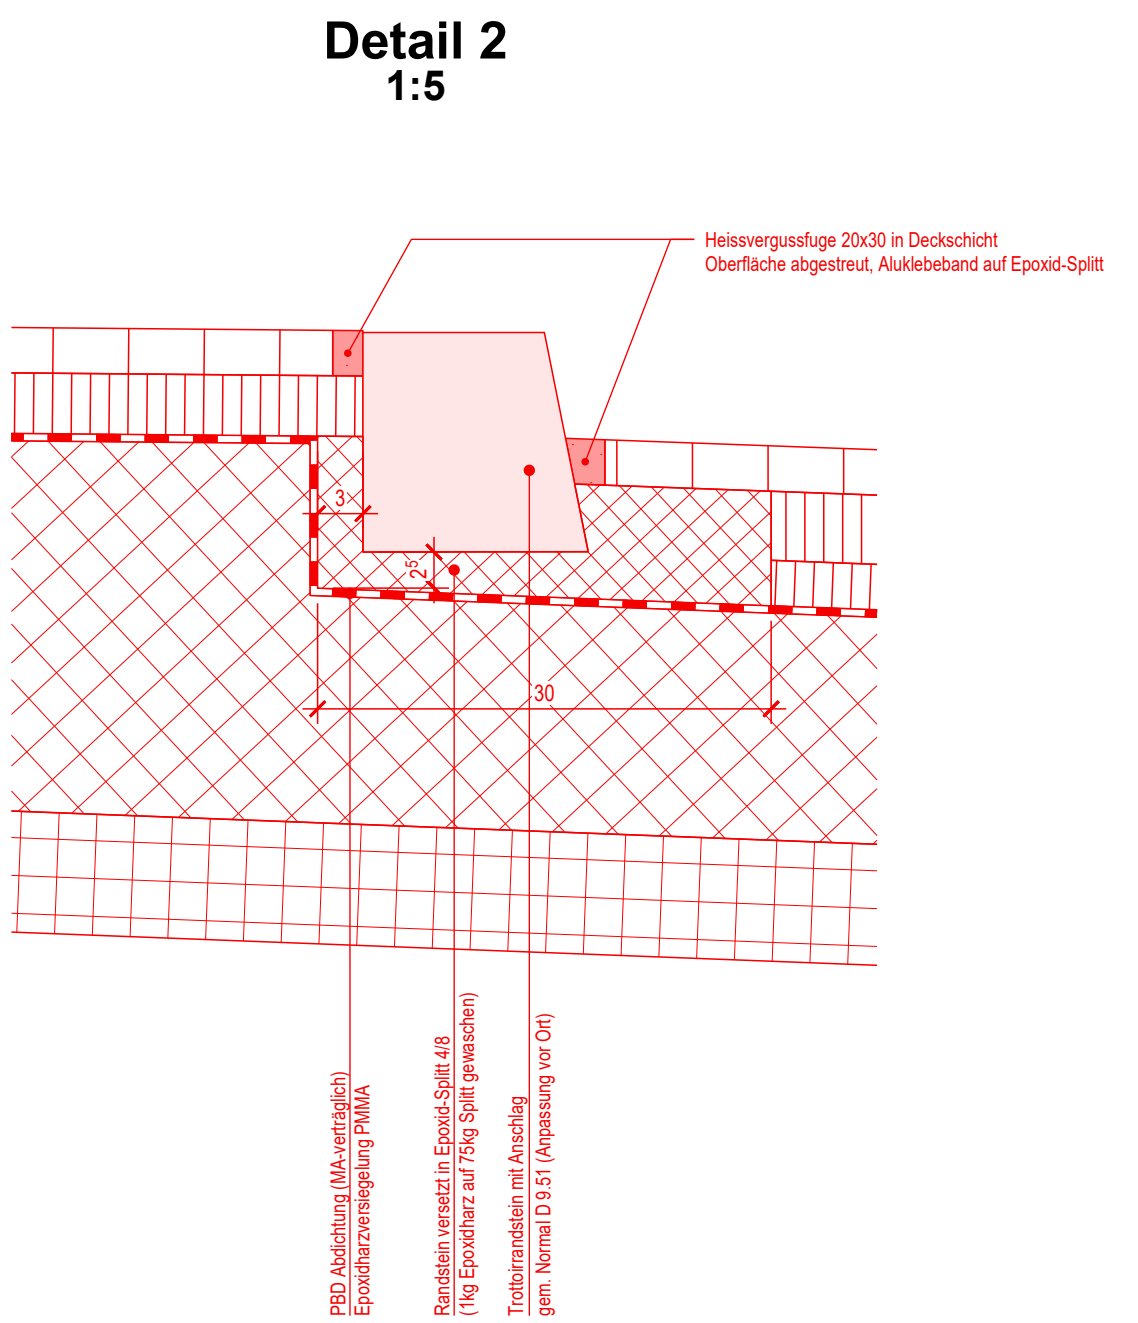 Detail 2
1:5
Heissvergussfuge 20x30 in Deckschicht
Oberfläche abgestreut, Aluklebeband auf Epoxid-Splitt
3
2⁵
30
PBD Abdichtung (MA-verträglich)
Epoxidharzversiegelung PMMA
Randstein versetzt in Epoxid-Splitt 4/8
(1kg Epoxidharz auf 75kg Splitt gewaschen)
Trottoirrandstein mit Anschlag
gem. Normal D 9.51 (Anpassung vor Ort)